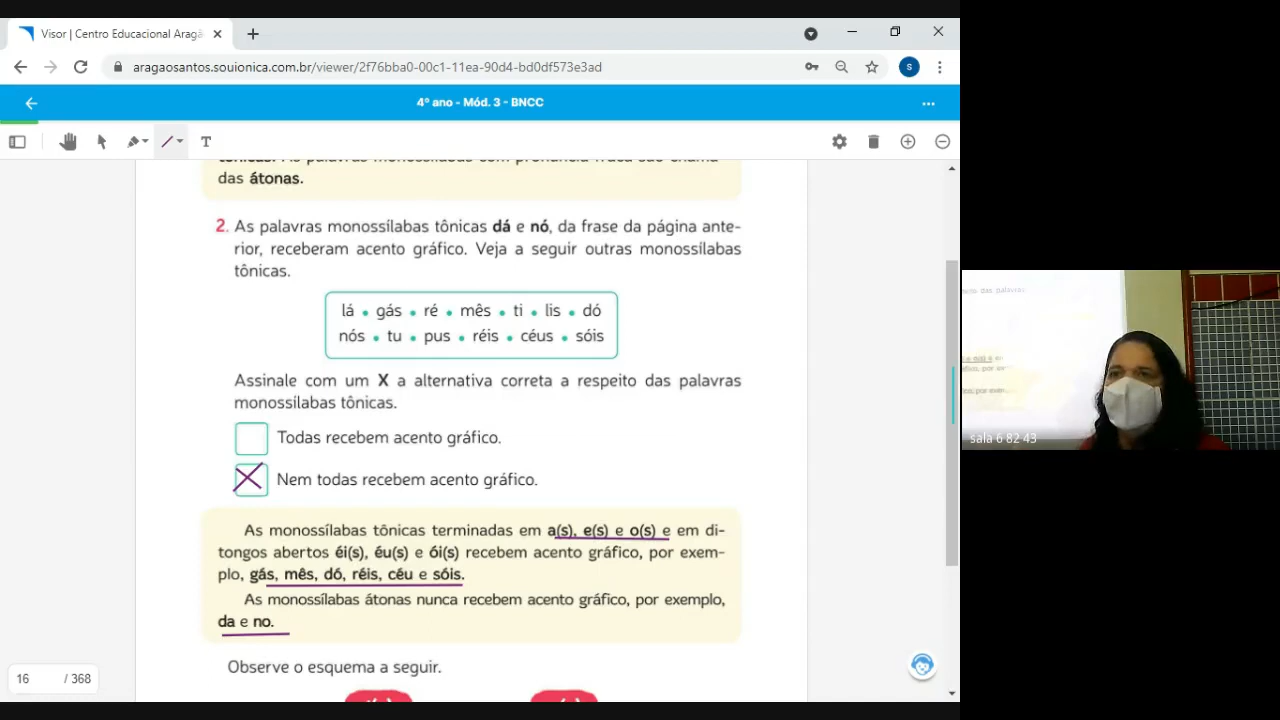 Visor | Centro Educacional Aragã
aragaosantos.souionica.com.br/viewer/2f76bba0-00c1-11ea-90d4-bd0df573e3ad
s
4º ano - Mód. 3 - BNCC
T
das átonas.
2. As palavras monossílabas tônicas dá e nó, da frase da página ante-
rior, receberam acento gráfico. Veja a seguir outras monossílabas
tônicas.
lá • gás • ré • mês • ti • lis • dó
nós • tu • pus • réis • céus • sóis
Assinale com um X a alternativa correta a respeito das palavras
monossílabas tônicas.
Todas recebem acento gráfico.
X Nem todas recebem acento gráfico.
As monossílabas tônicas terminadas em a(s), e(s) e o(s) e em di-
tongos abertos éi(s), éu(s) e ói(s) recebem acento gráfico, por exem-
plo, gás, mês, dó, réis, céu e sóis.
As monossílabas átonas nunca recebem acento gráfico, por exemplo,
da e no.
Observe o esquema a seguir.
16 / 368
das palavras
sala 6 82 43